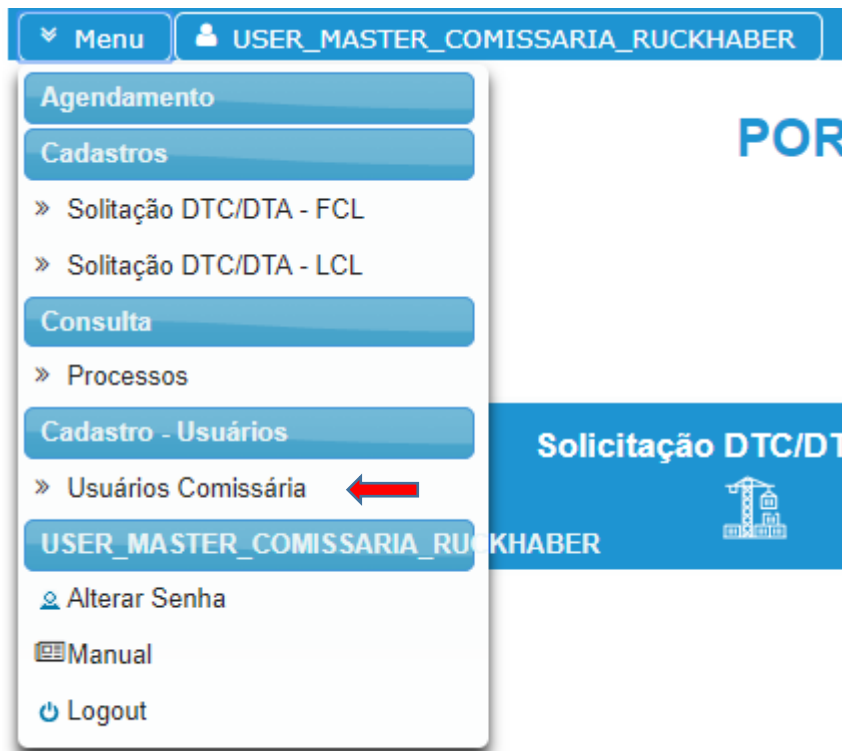 Menu USER_MASTER_COMISSARIA_RUCKHABER
Agendamento
POR
Cadastros
Solitação DTC/DTA - FCL
Solitação DTC/DTA - LCL
Consulta
Processos
Cadastro - Usuários
Solicitação DTC/DT
Usuários Comissária
USER_MASTER_COMISSARIA_RUCKHABER
Alterar Senha
Manual
Logout